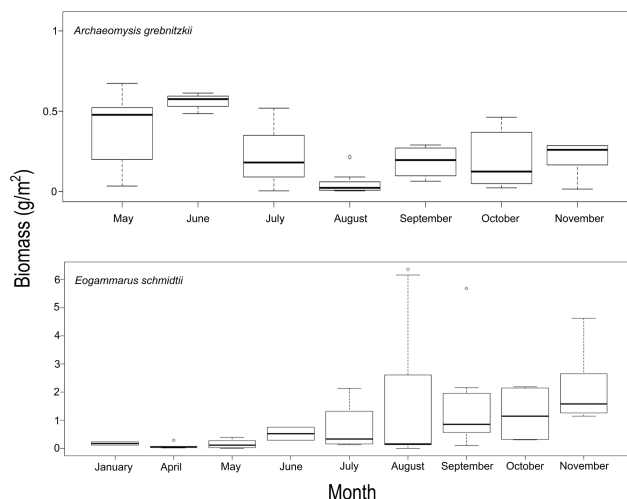 Archaeomysis grebnitzkii
1
0.5
0
May June July August September October November
Biomass (g/m²)
Eogammarus schmidtii
6
5
4
3
2
1
0
January April May June July August September October November
Month